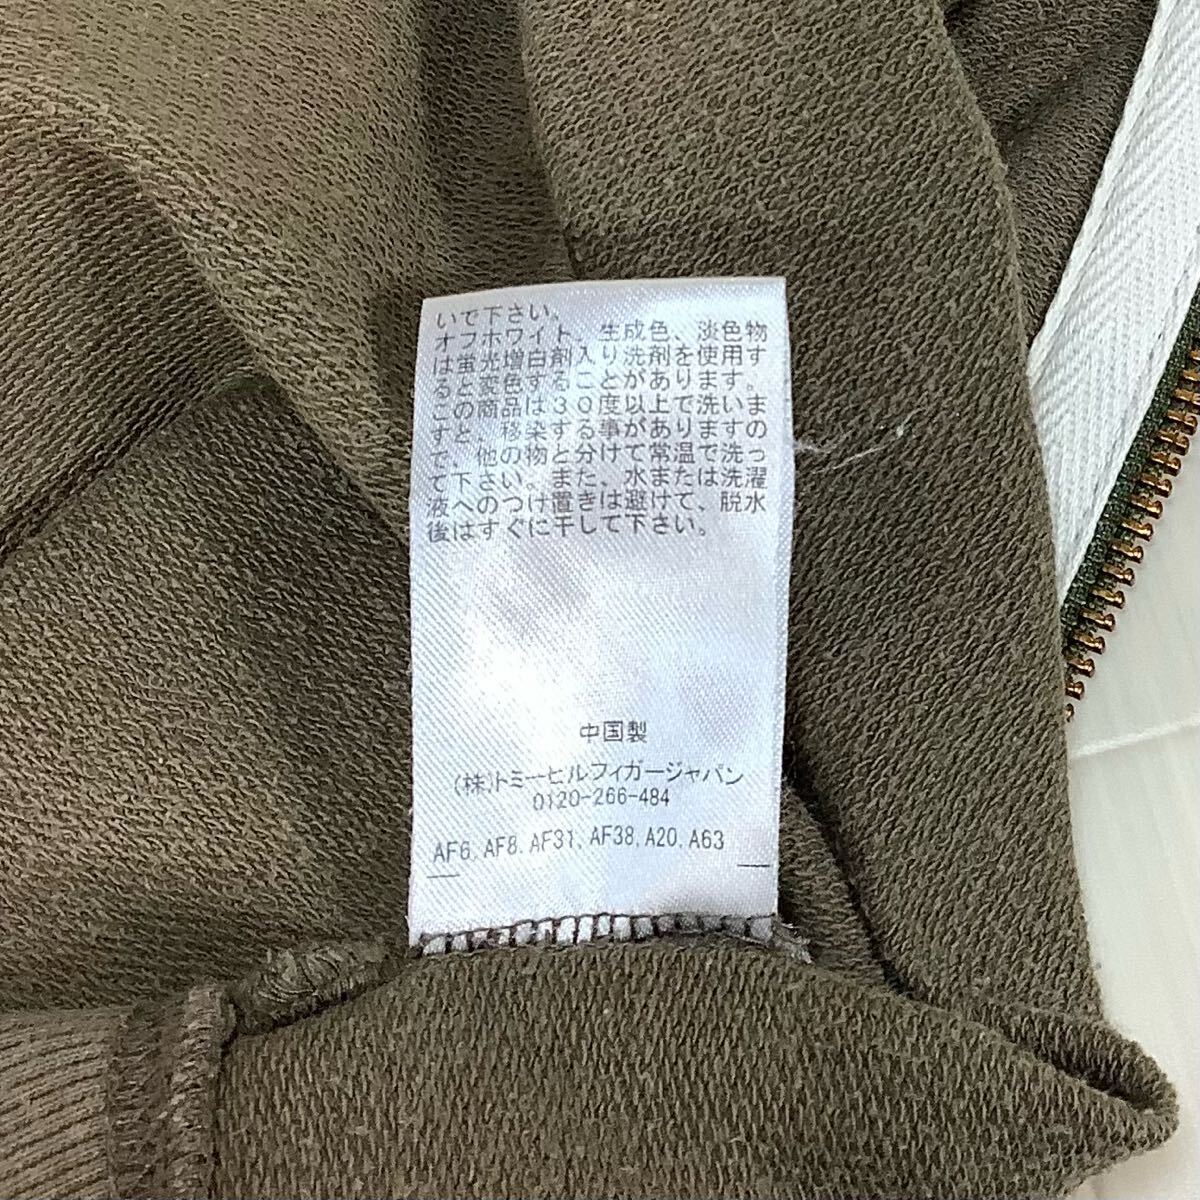 いで下さい。
オフホワイト、生成色、淡色物
は蛍光増白剤入り洗剤を使用す
ると変色することがあります。
この商品は30度以上で洗いま
すと、移染する事がありますの
で、他の物と分けて常温で洗っ
て下さい。また、水または洗濯
液へのつけ置きは避けて、脱水
後はすぐに干して下さい。
中国製
(株)トミーヒルフィガージャパン
0120-266-484
AF6, AF8, AF31, AF38, A20, A63